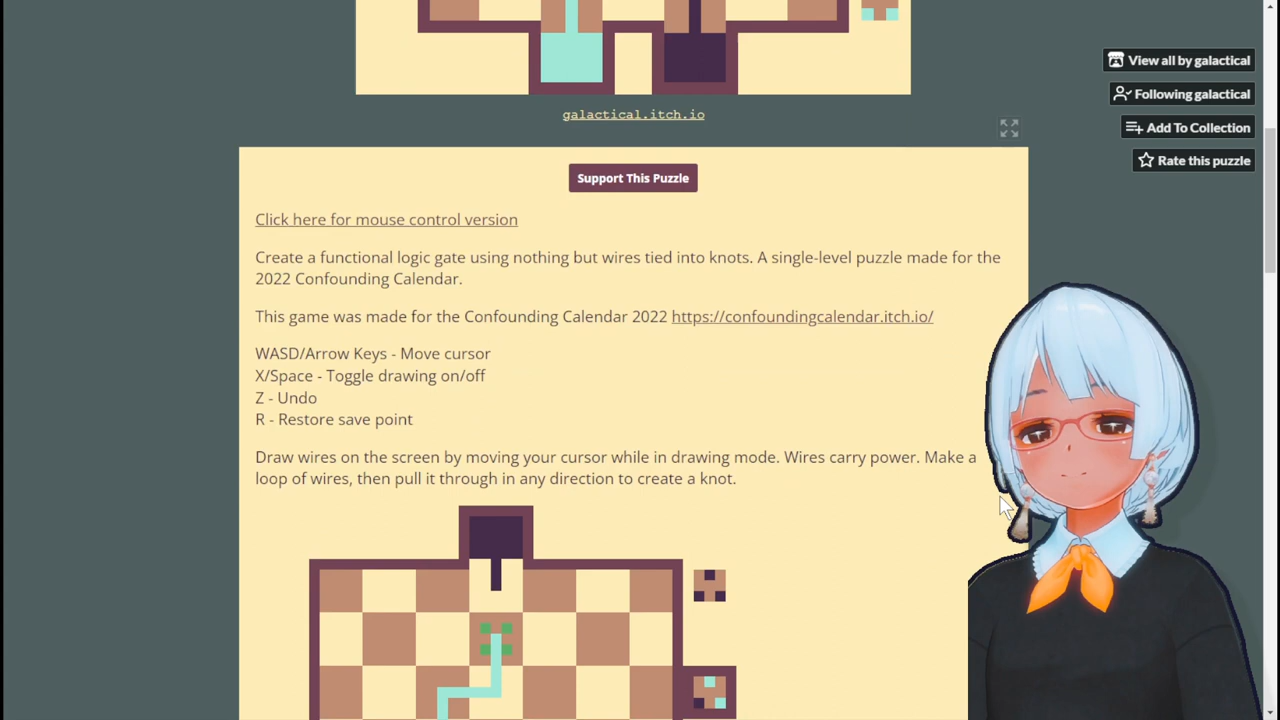 View all by galactical
Following galactical
galactical.itch.io
Add To Collection
Rate this puzzle
Support This Puzzle
Click here for mouse control version
Create a functional logic gate using nothing but wires tied into knots. A single-level puzzle made for the
2022 Confounding Calendar.
This game was made for the Confounding Calendar 2022 https://confoundingcalendar.itch.io/
WASD/Arrow Keys - Move cursor
X/Space - Toggle drawing on/off
Z - Undo
R - Restore save point
Draw wires on the screen by moving your cursor while in drawing mode. Wires carry power. Make a
loop of wires, then pull it through in any direction to create a knot.